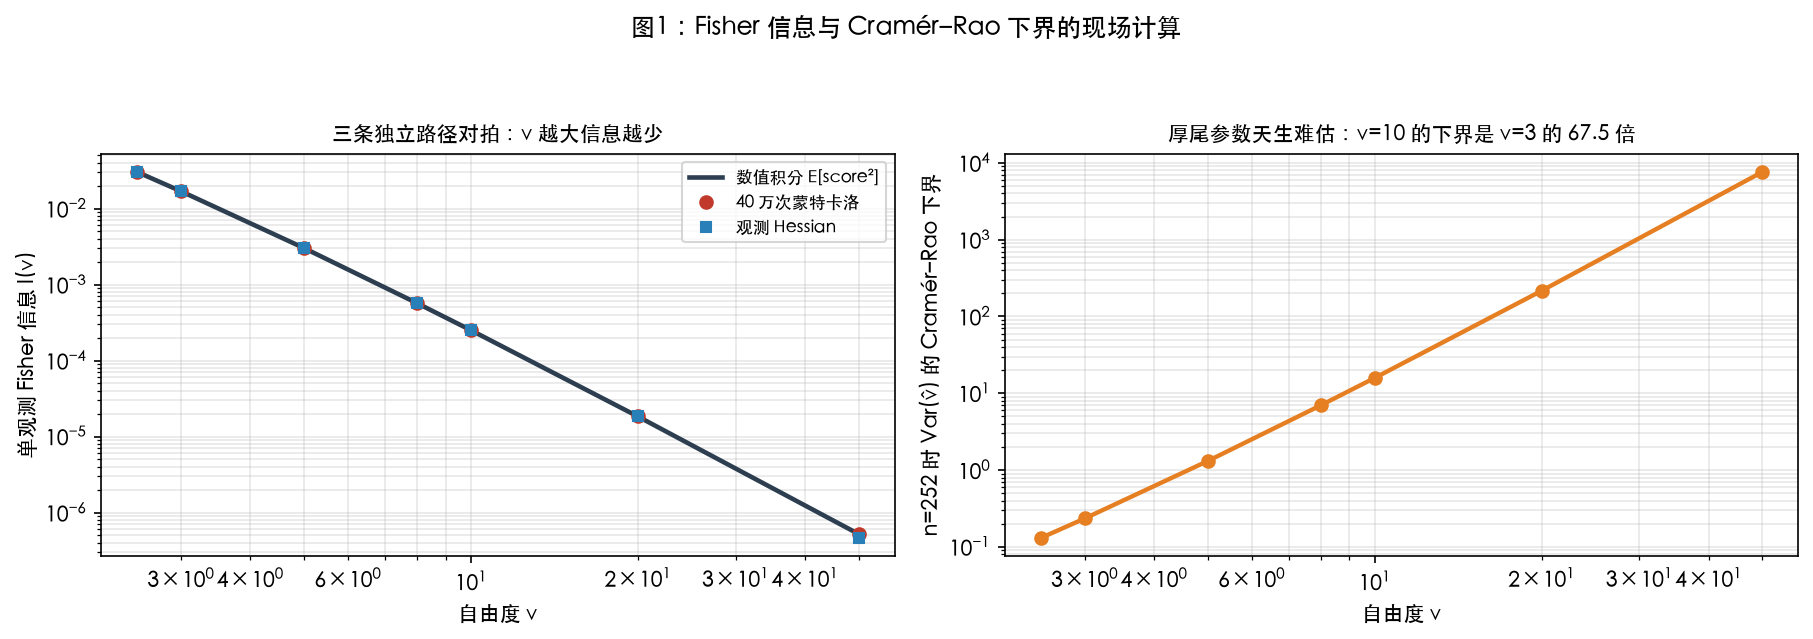 图1：Fisher 信息与 Cramér–Rao 下界的现场计算
三条独立路径对拍：ν 越大信息越少
单观测 Fisher 信息 I(ν)
10⁻²
10⁻³
10⁻⁴
10⁻⁵
10⁻⁶
数值积分 E[score²]
40 万次蒙特卡洛
观测 Hessian
3×10⁰ 4×10⁰ 6×10⁰ 10¹ 2×10¹ 3×10¹ 4×10¹
自由度 ν
厚尾参数天生难估：ν=10 的下界是 ν=3 的 67.5 倍
n=252 时 Var(ν̂) 的 Cramér–Rao 下界
10⁴
10³
10²
10¹
10⁰
10⁻¹
3×10⁰ 4×10⁰ 6×10⁰ 10¹ 2×10¹ 3×10¹ 4×10¹
自由度 ν